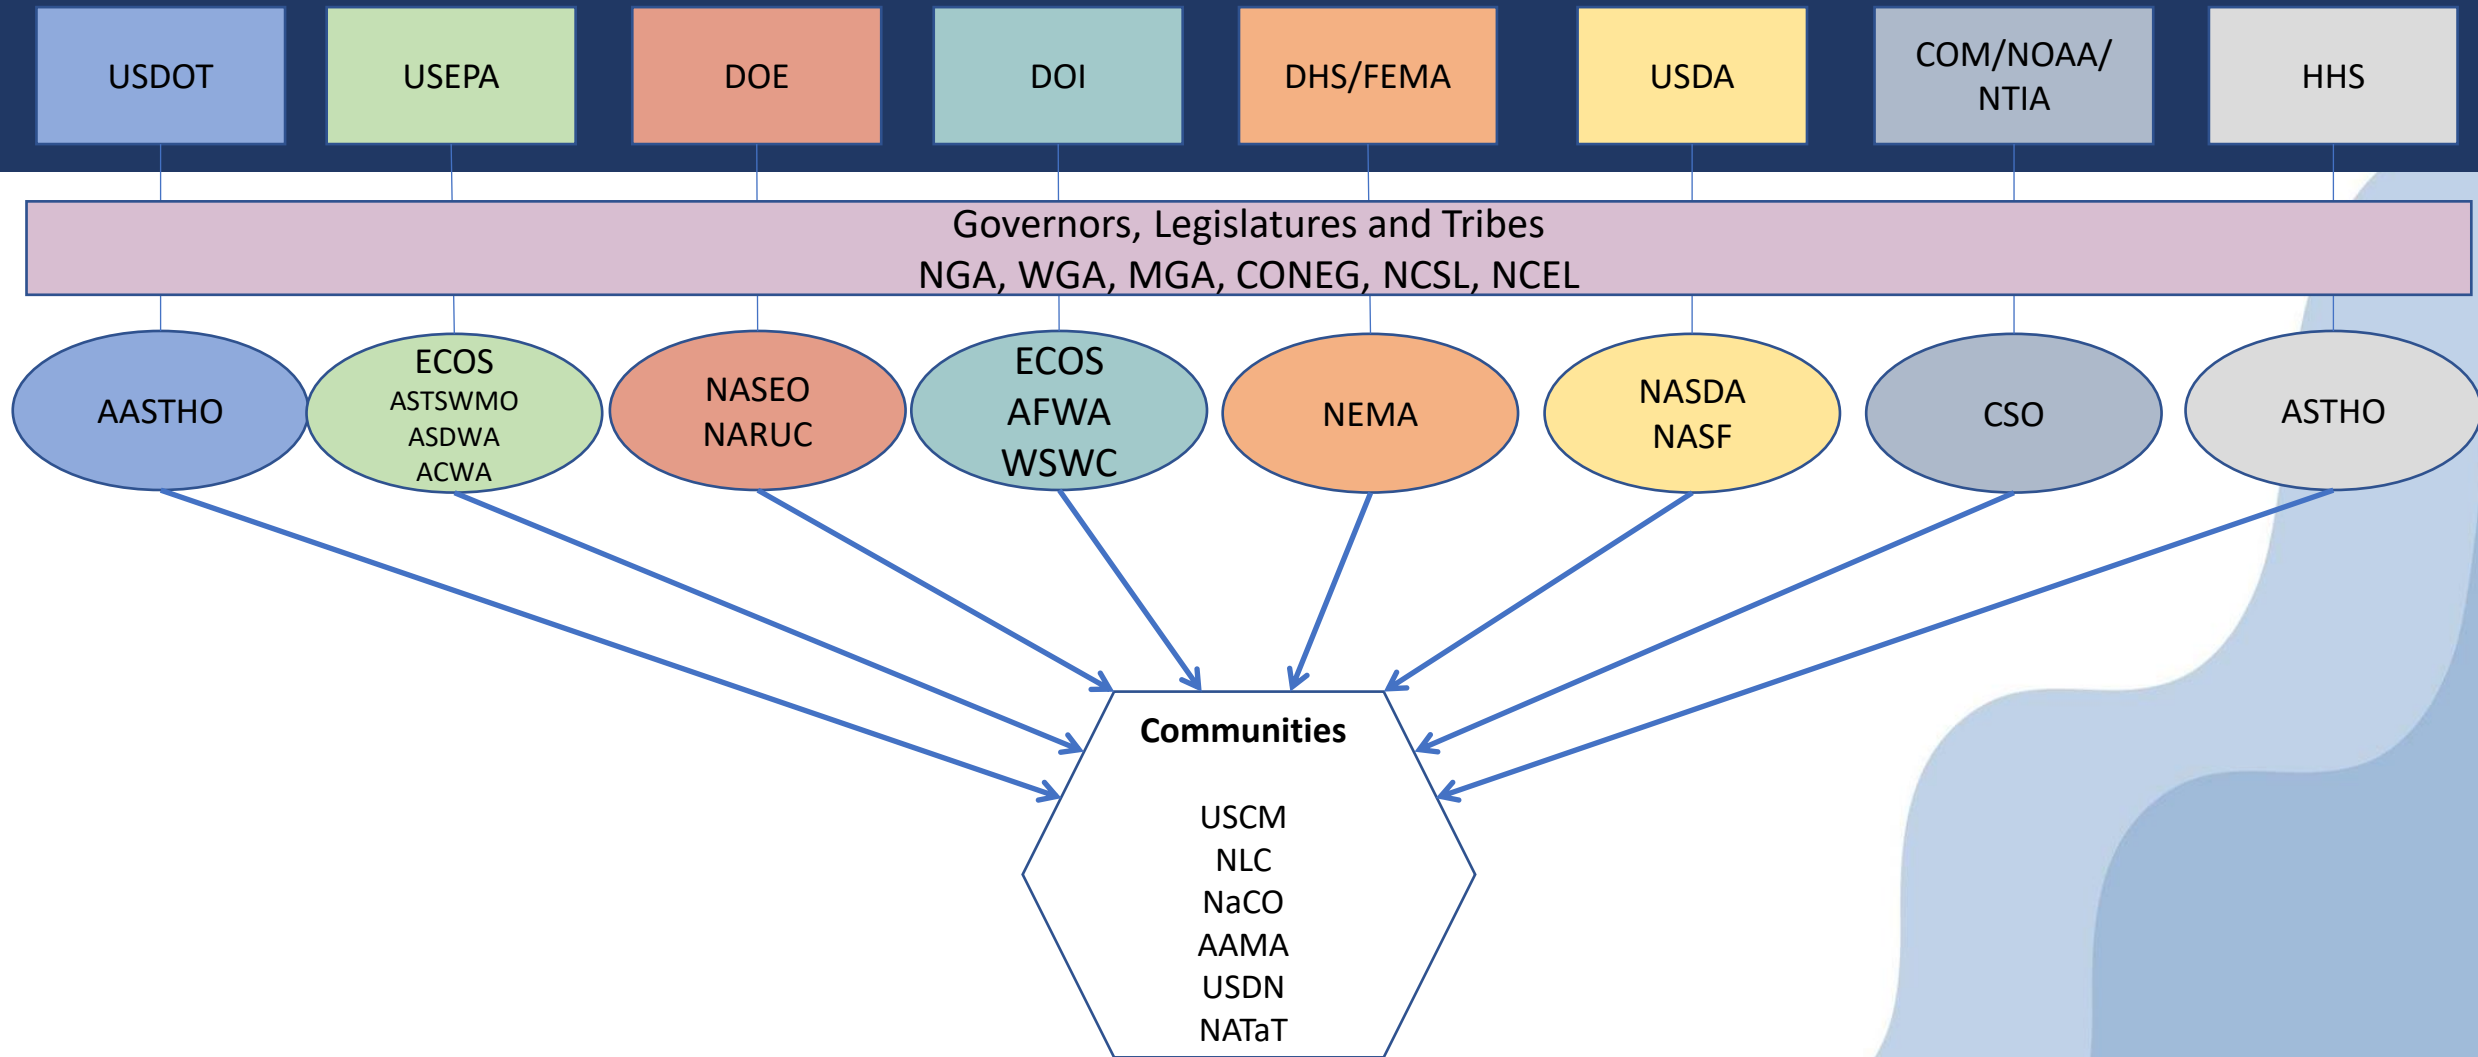 USDOT
USEPA
DOE
DOI
DHS/FEMA
USDA
COM/NOAA/
NTIA
HHS
Governors, Legislatures and Tribes
NGA, WGA, MGA, CONEG, NCSL, NCEL
AASTHO
ECOS
ASTSWMO
ASDWA
ACWA
NASEO
NARUC
ECOS
AFWA
WSWC
NEMA
NASDA
NASF
CSO
ASTHO
Communities
USCM
NLC
NaCO
AAMA
USDN
NATaT